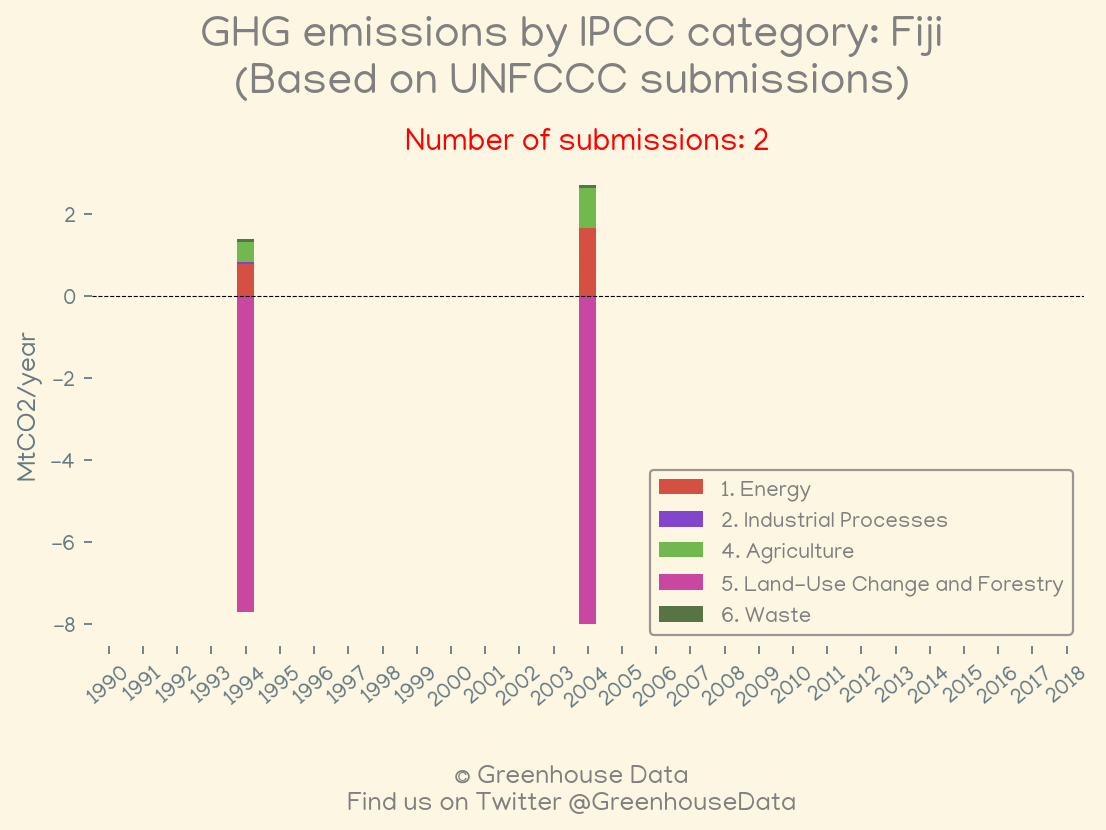 GHG emissions by IPCC category: Fiji
(Based on UNFCCC submissions)
Number of submissions: 2
MtCO2/year
2
0
−2
−4
−6
−8
1. Energy
2. Industrial Processes
4. Agriculture
5. Land-Use Change and Forestry
6. Waste
1990 1991 1992 1993 1994 1995 1996 1997 1998 1999 2000 2001 2002 2003 2004 2005 2006 2007 2008 2009 2010 2011 2012 2013 2014 2015 2016 2017 2018
© Greenhouse Data
Find us on Twitter @GreenhouseData